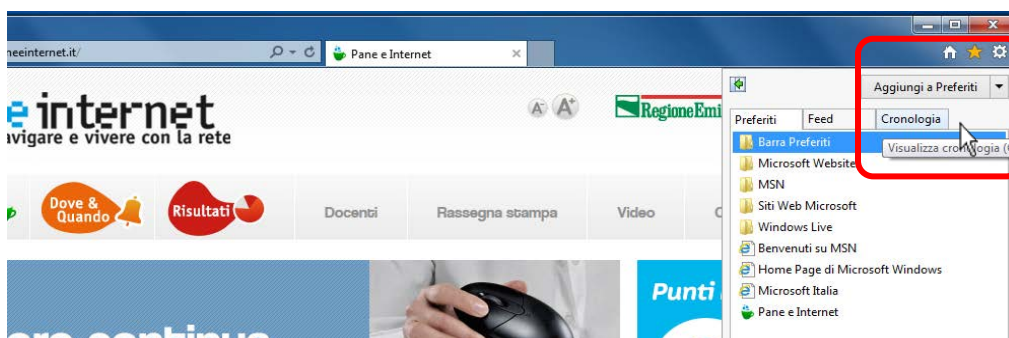 neeinternet.it/
Pane e Internet
Aggiungi a Preferiti
e internet
avigare e vivere con la rete
A- A+
RegioneEmi
Preferiti Feed Cronologia
Visualizza cronologia (
Barra Preferiti
Microsoft Website
MSN
Siti Web Microsoft
Windows Live
Benvenuti su MSN
Home Page di Microsoft Windows
Microsoft Italia
Pane e Internet
Dove &
Quando
Risultati
Docenti
Rassegna stampa
Video
Punti